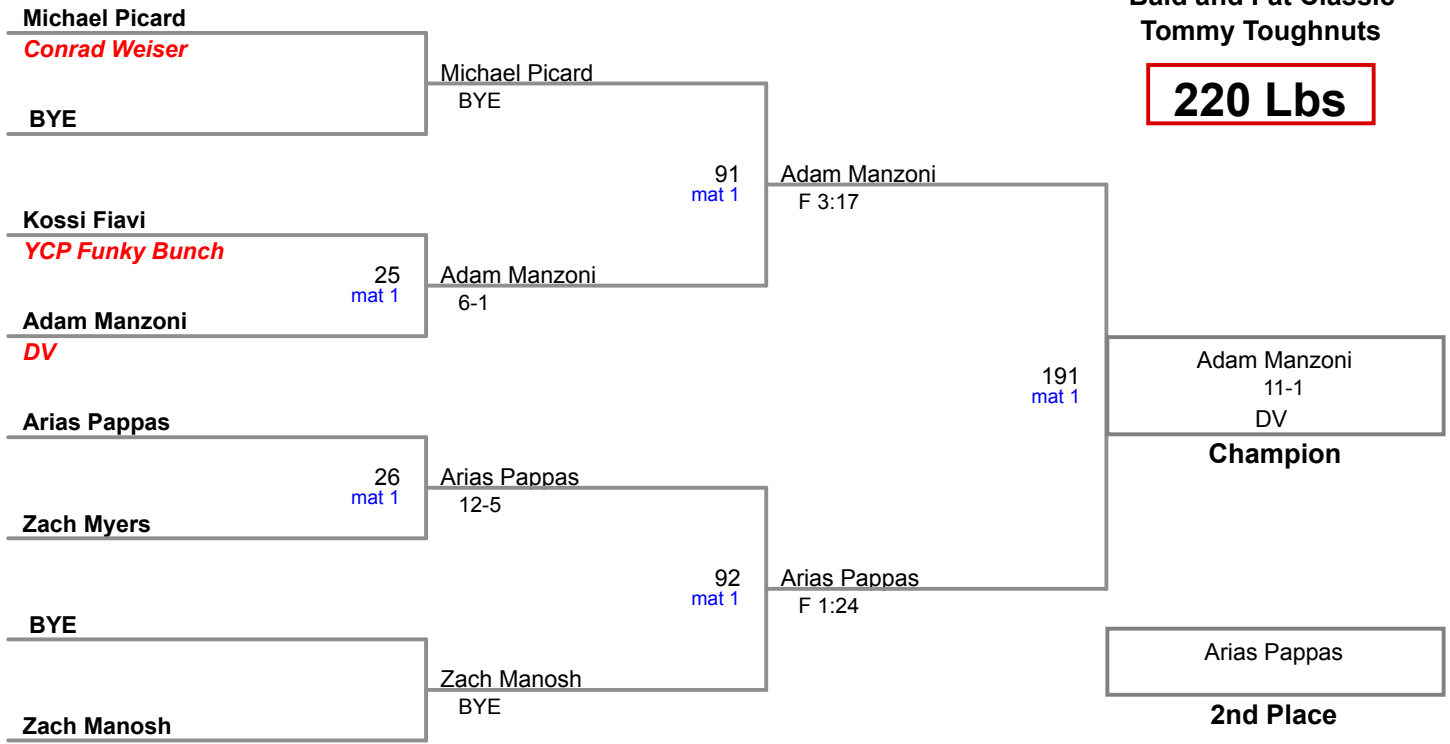 Bald and Fat Classic
Tommy Toughnuts
220 Lbs
Michael Picard
Conrad Weiser
BYE
Michael Picard
BYE
Kossi Fiavi
YCP Funky Bunch
25
mat 1
Adam Manzoni
DV
Adam Manzoni
6-1
91
mat 1
Adam Manzoni
F 3:17
Arias Pappas
26
mat 1
Zach Myers
Arias Pappas
12-5
BYE
Zach Manosh
Zach Manosh
BYE
92
mat 1
Arias Pappas
F 1:24
191
mat 1
Adam Manzoni
11-1
DV
Champion
Arias Pappas
2nd Place